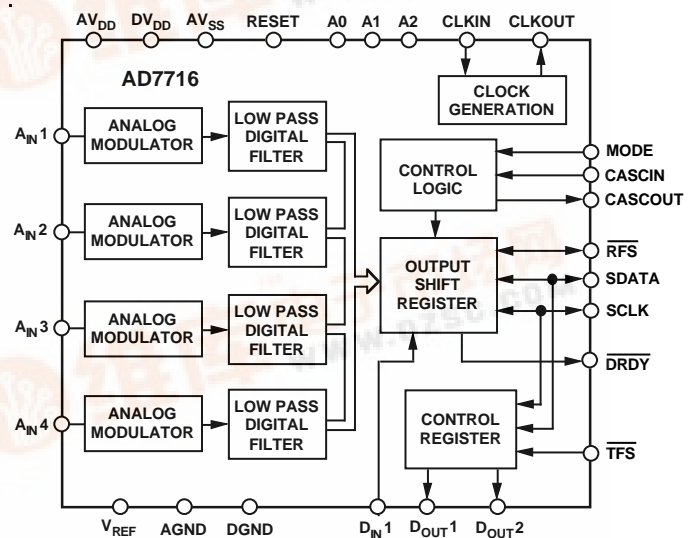 AVDD DVDD AVSS RESET A0 A1 A2 CLKIN CLKOUT
AD7716
CLOCK
GENERATION
AIN1
ANALOG
MODULATOR
LOW PASS
DIGITAL
FILTER
CONTROL
LOGIC
MODE
CASCIN
CASCOUT
AIN2
ANALOG
MODULATOR
LOW PASS
DIGITAL
FILTER
OUTPUT
SHIFT
REGISTER
RFS
SDATA
SCLK
DRDY
AIN3
ANALOG
MODULATOR
LOW PASS
DIGITAL
FILTER
AIN4
ANALOG
MODULATOR
LOW PASS
DIGITAL
FILTER
CONTROL
REGISTER
TFS
VREF AGND DGND DIN1 DOUT1 DOUT2